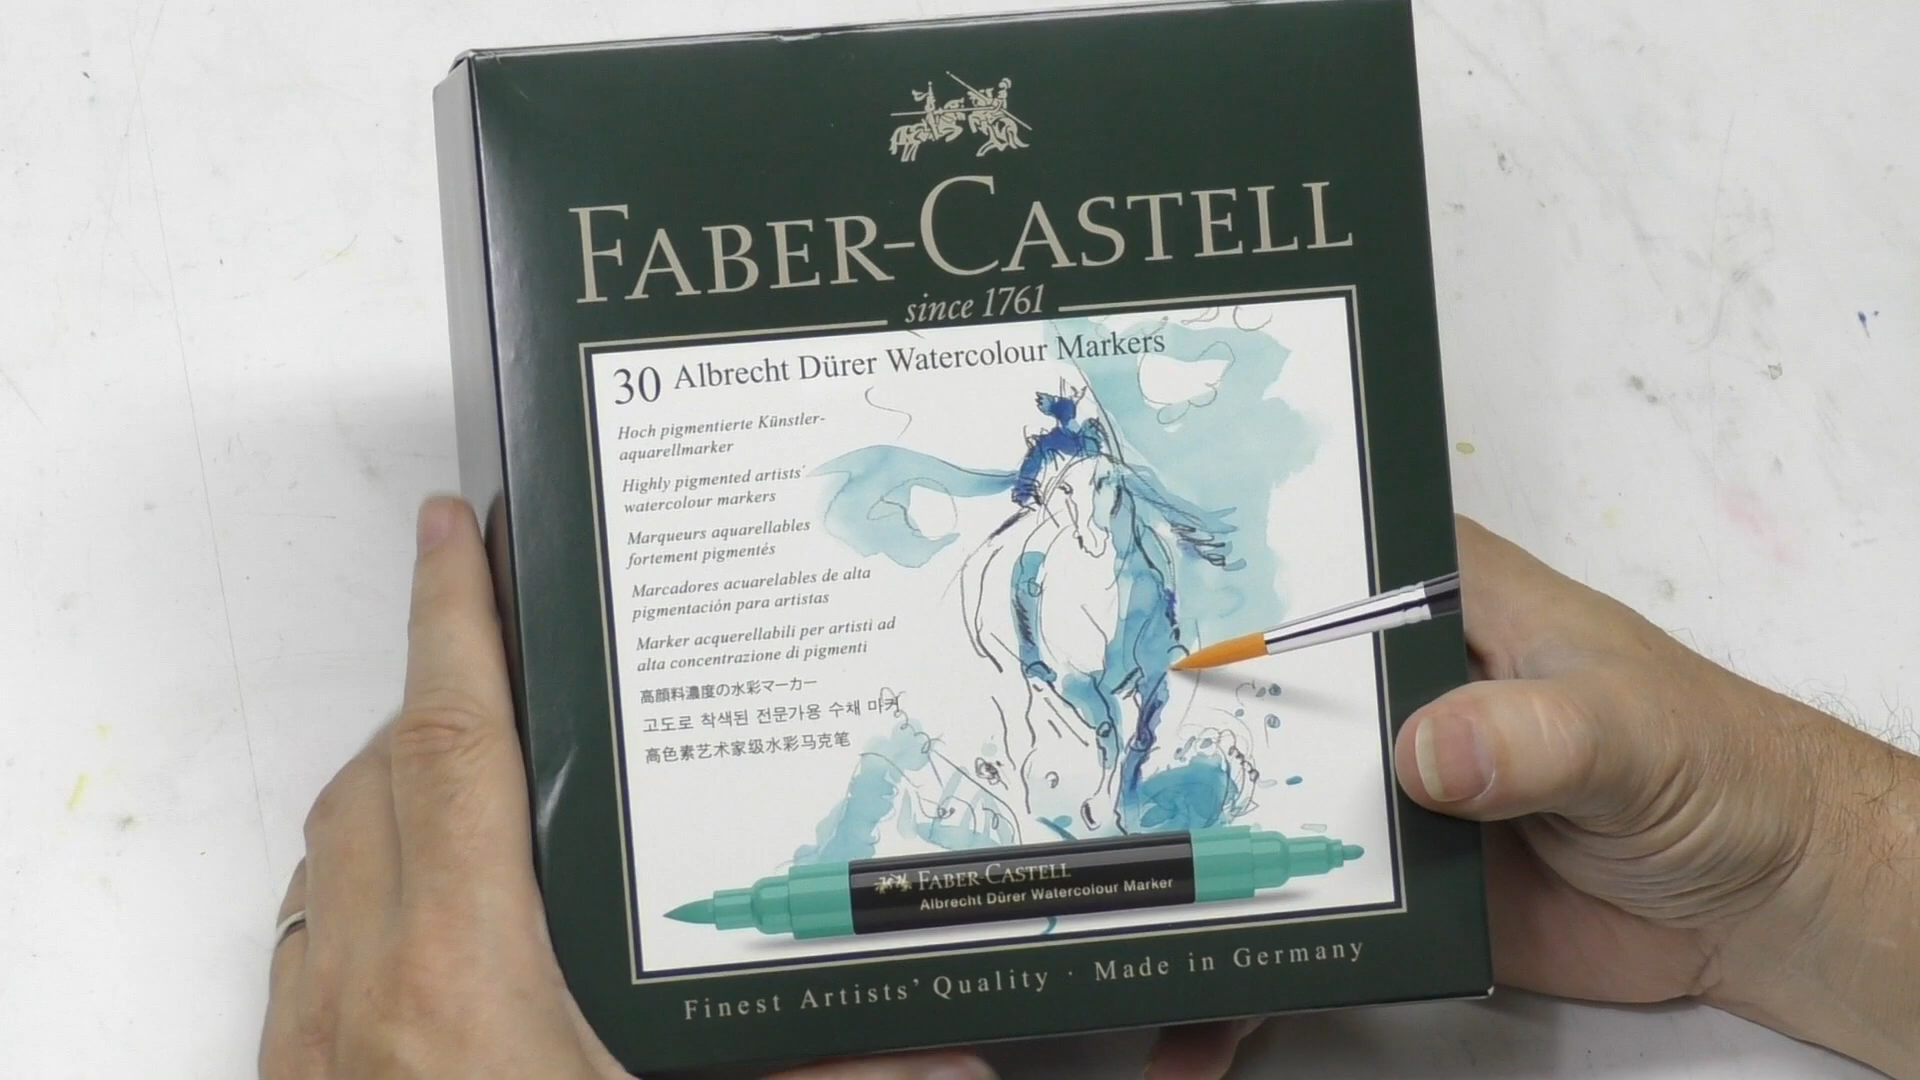 FABER-CASTELL
since 1761
30 Albrecht Dürer Watercolour Markers
Hoch pigmentierte Künstler-
aquarellmarker
Highly pigmented artists'
watercolour markers
Marqueurs aquarellables
fortement pigmentés
Marcadores acuarelables de alta
pigmentación para artistas
Marker acquerellabili per artisti ad
alta concentrazione di pigmenti
高顔料濃度の水彩マーカー
고도로 착색된 전문가용 수채 마커
高色素艺术家级水彩马克笔
FABER-CASTELL
Albrecht Dürer Watercolour Marker
Finest Artists' Quality · Made in Germany